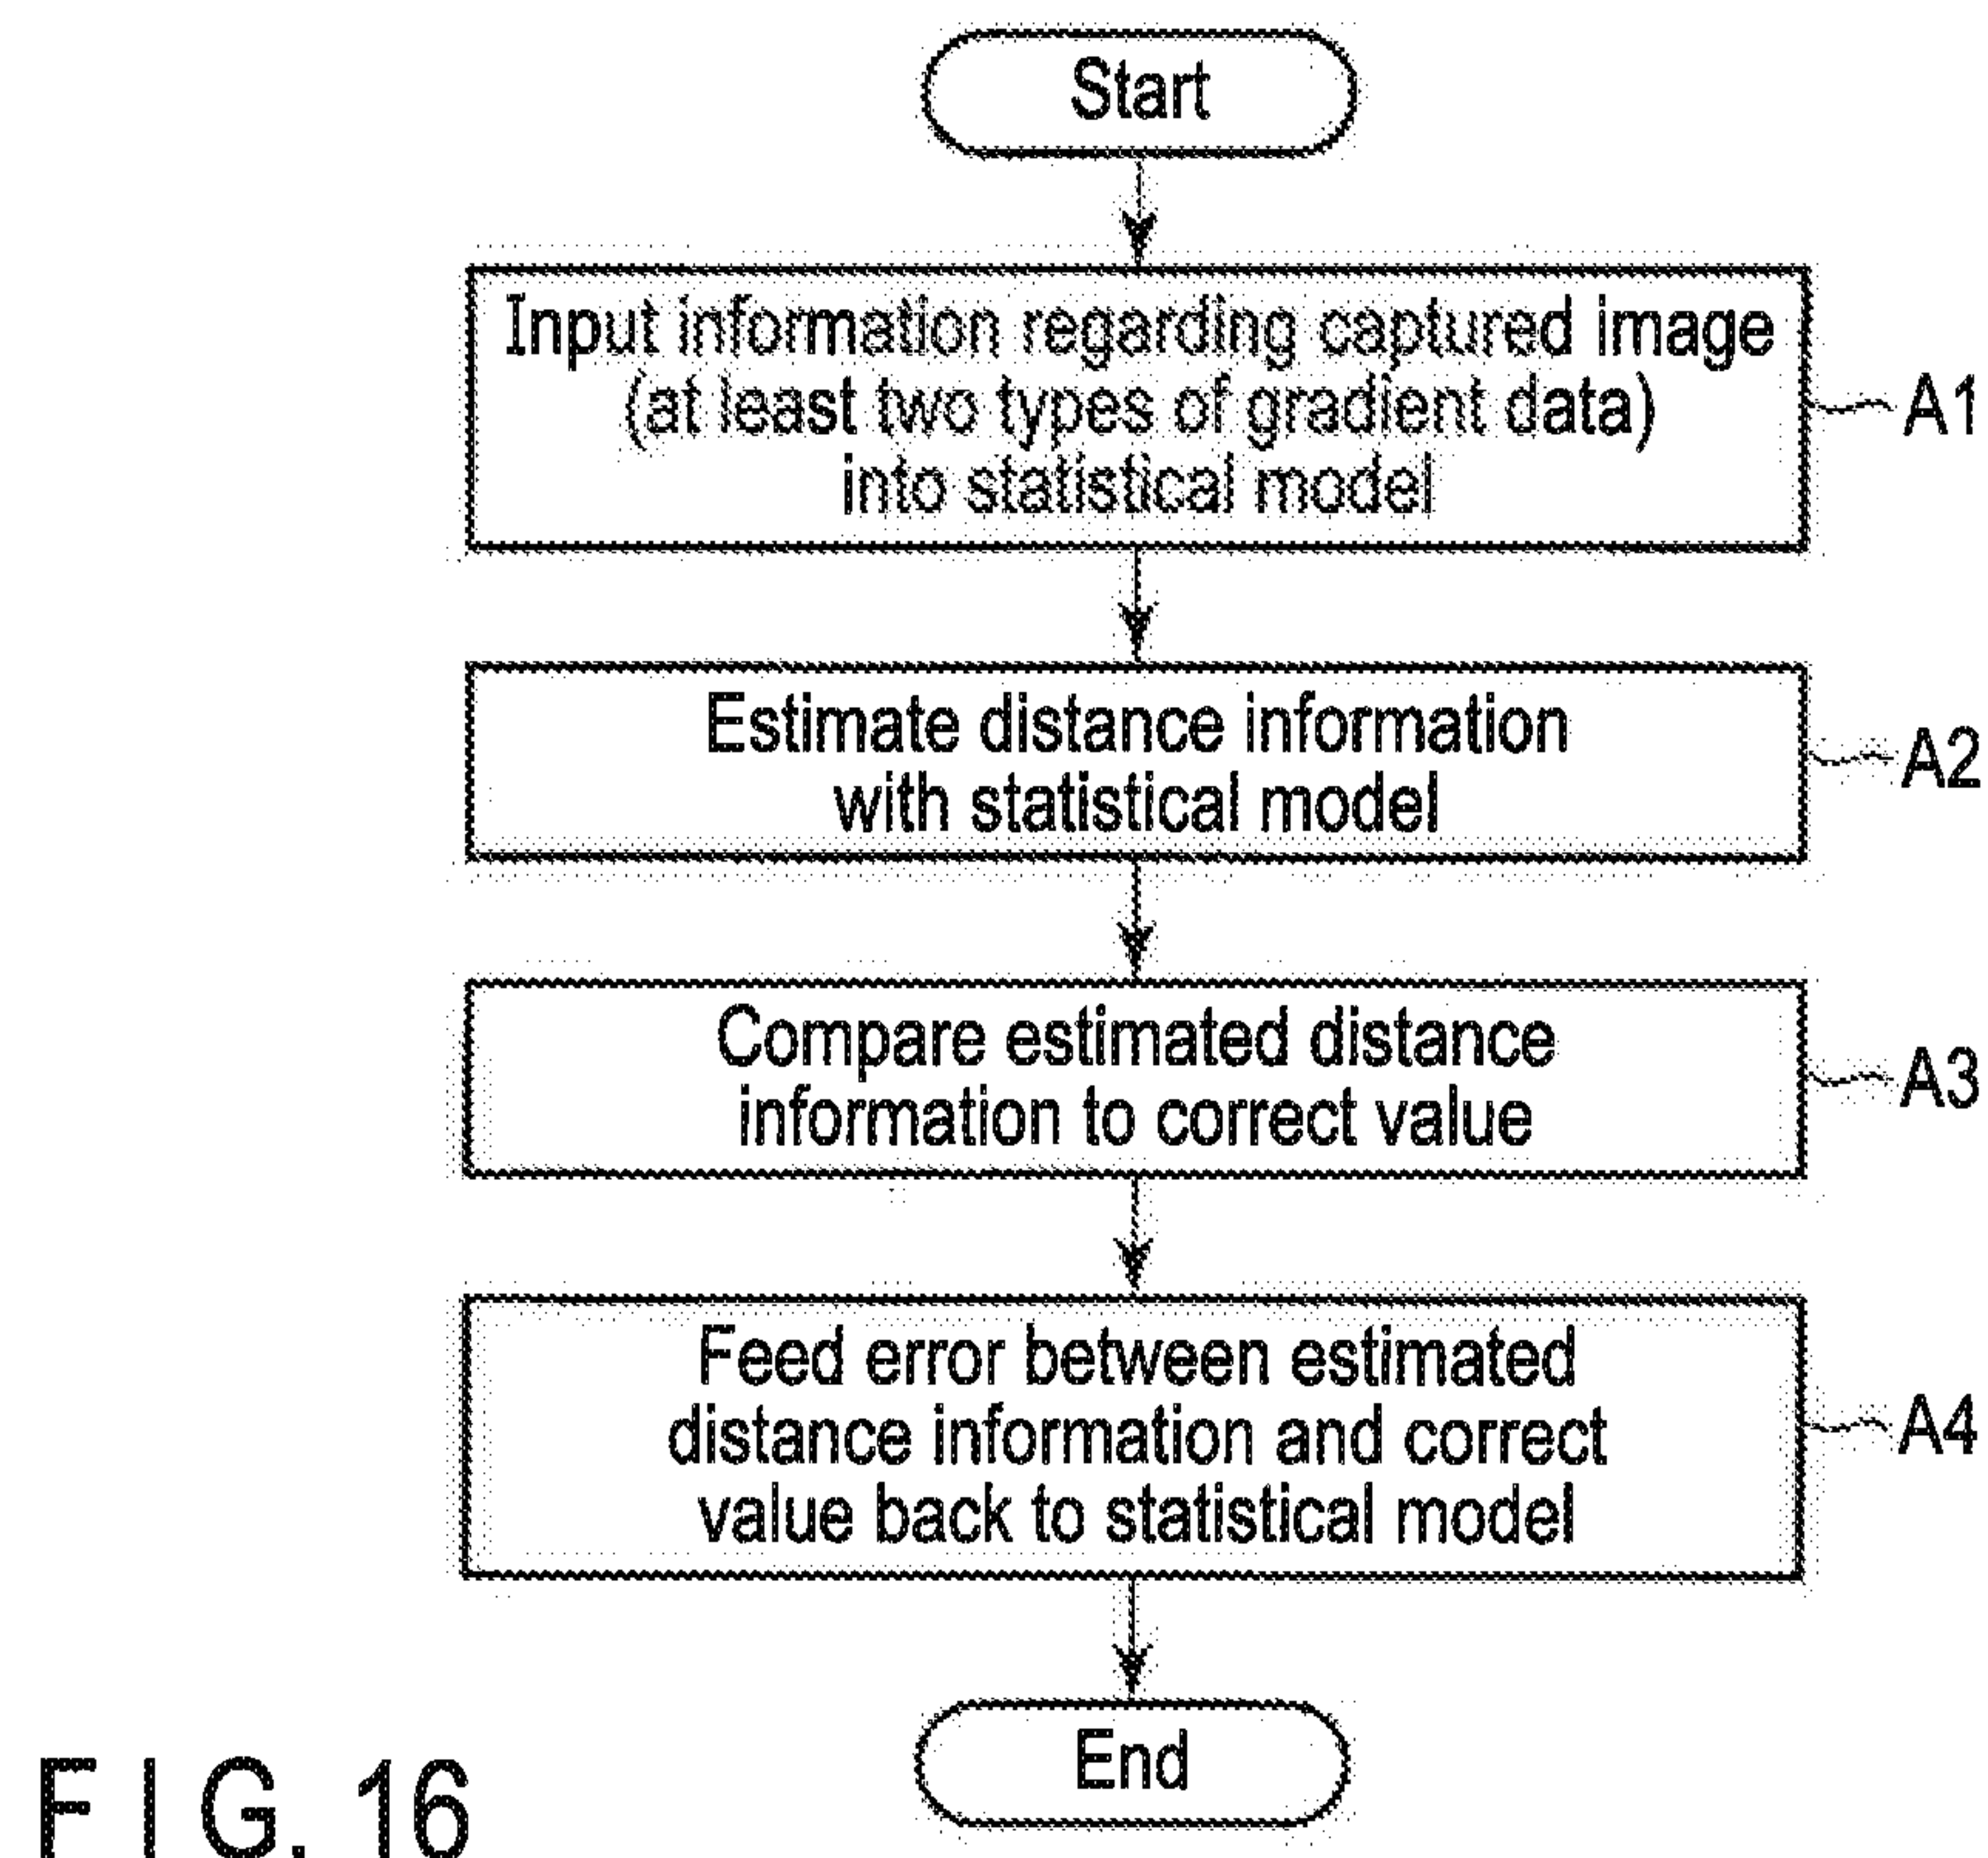 Start
Input information regarding captured image
(at least two types of gradient data)
into statistical model
A1
Estimate distance information
with statistical model
A2
Compare estimated distance
information to correct value
A3
Feed error between estimated
distance information and correct
value back to statistical model
A4
End
FIG. 16